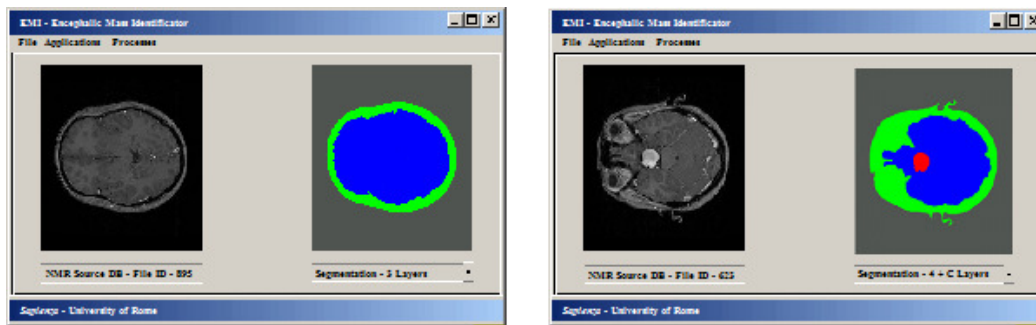 EMI - Encephalic Mass Identificator
File Applications Processes
NMR Source DB - File ID - 895
Segmentation - 3 Layers
Sapienza - University of Rome
EMI - Encephalic Mass Identificator
File Applications Processes
NMR Source DB - File ID - 623
Segmentation - 4 + C Layers
Sapienza - University of Rome